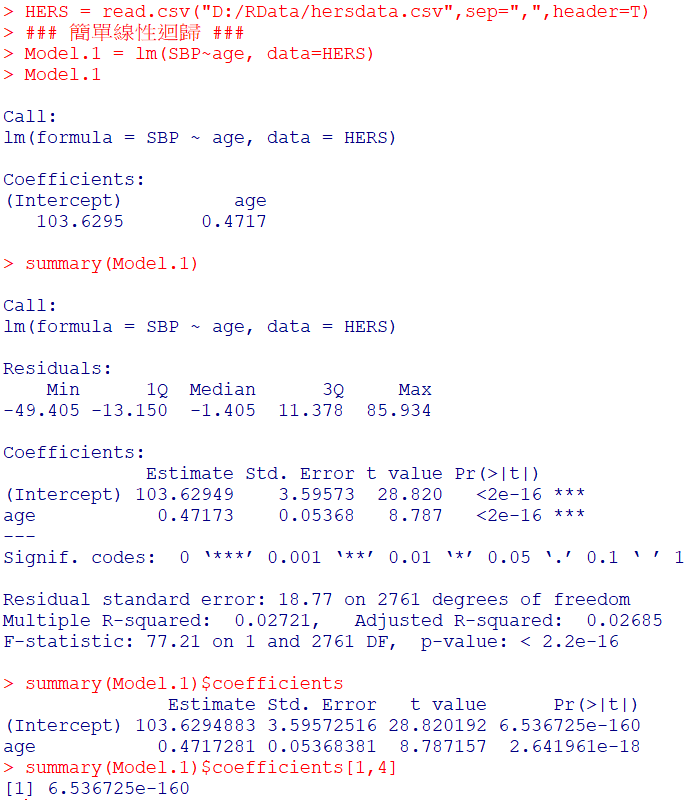 > HERS = read.csv("D:/RData/hersdata.csv",sep=",",header=T)
> ### 簡單線性迴歸 ###
> Model.1 = lm(SBP~age, data=HERS)
> Model.1
Call:
lm(formula = SBP ~ age, data = HERS)
Coefficients:
(Intercept)          age
   103.6295       0.4717
> summary(Model.1)
Call:
lm(formula = SBP ~ age, data = HERS)
Residuals:
    Min      1Q  Median      3Q     Max
-49.405 -13.150  -1.405  11.378  85.934
Coefficients:
             Estimate Std. Error t value Pr(>|t|)
(Intercept) 103.62949    3.59573  28.820   <2e-16 ***
age           0.47173    0.05368   8.787   <2e-16 ***
---
Signif. codes:  0 ‘***’ 0.001 ‘**’ 0.01 ‘*’ 0.05 ‘.’ 0.1 ‘ ’ 1
Residual standard error: 18.77 on 2761 degrees of freedom
Multiple R-squared:  0.02721,   Adjusted R-squared:  0.02685
F-statistic: 77.21 on 1 and 2761 DF,  p-value: < 2.2e-16
> summary(Model.1)$coefficients
               Estimate Std. Error   t value      Pr(>|t|)
(Intercept) 103.6294883 3.59572516 28.820192 6.536725e-160
age           0.4717281 0.05368381  8.787157  2.641961e-18
> summary(Model.1)$coefficients[1,4]
[1] 6.536725e-160